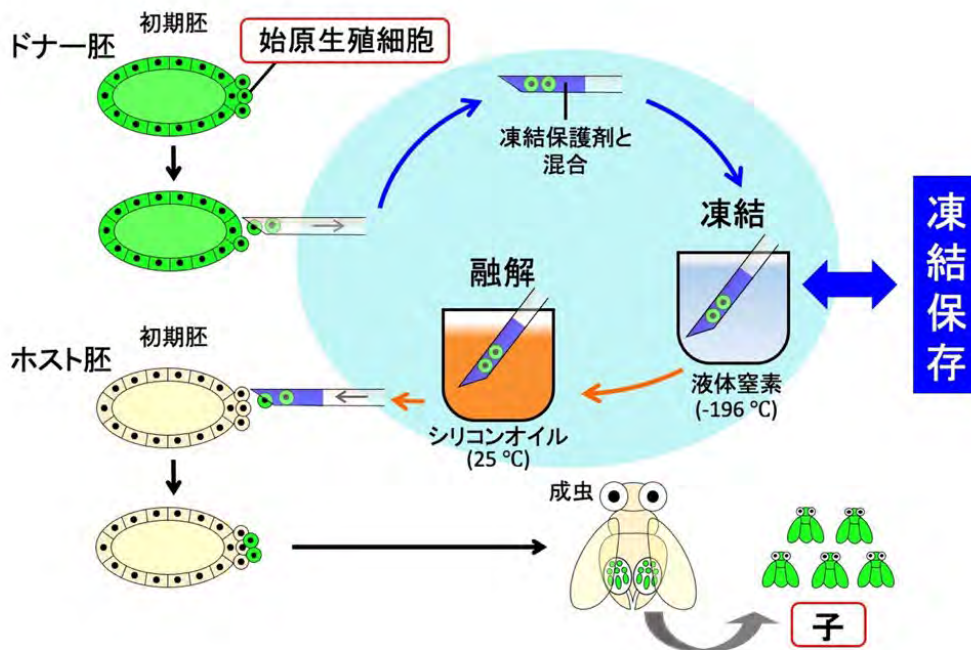 初期胚
ドナー胚
始原生殖細胞
凍結保護剤と
混合
凍結
液体窒素
(-196 ℃)
凍結保存
融解
シリコンオイル
(25 ℃)
初期胚
ホスト胚
成虫
子